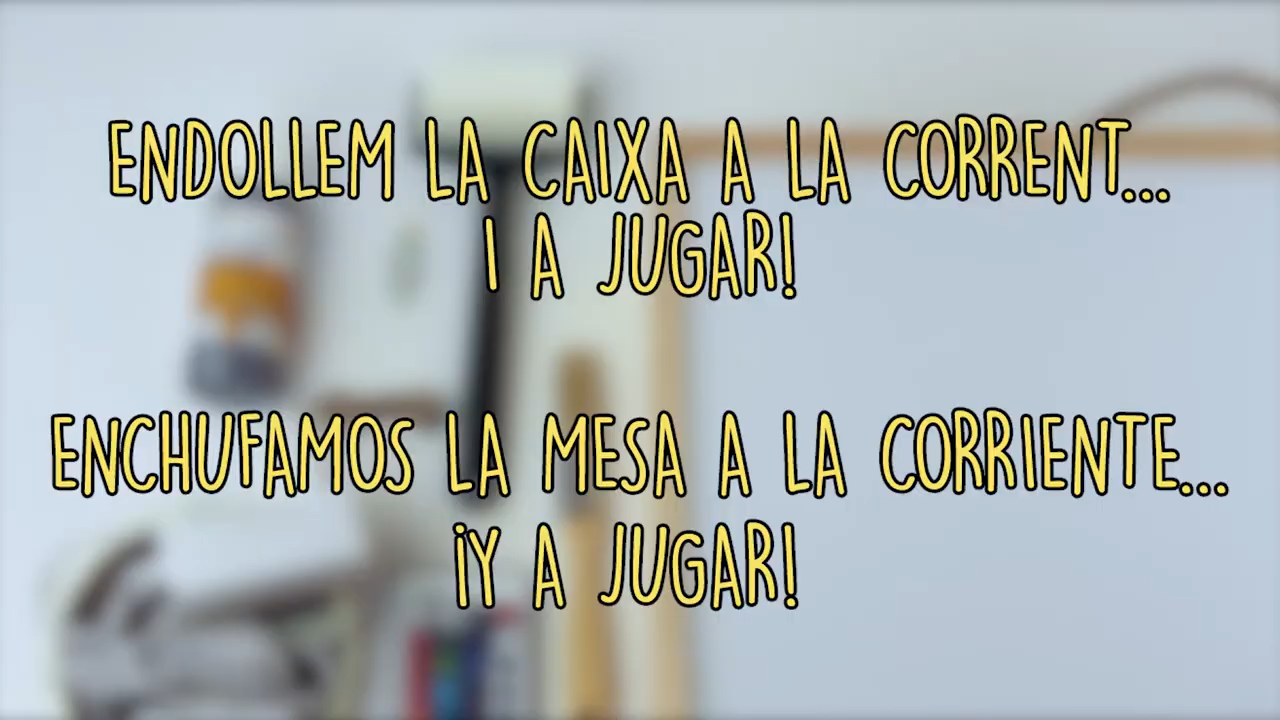 ENDOLLEM LA CAIXA A LA CORRENT...
I A JUGAR!
ENCHUFAMOS LA MESA A LA CORRIENTE...
¡Y A JUGAR!